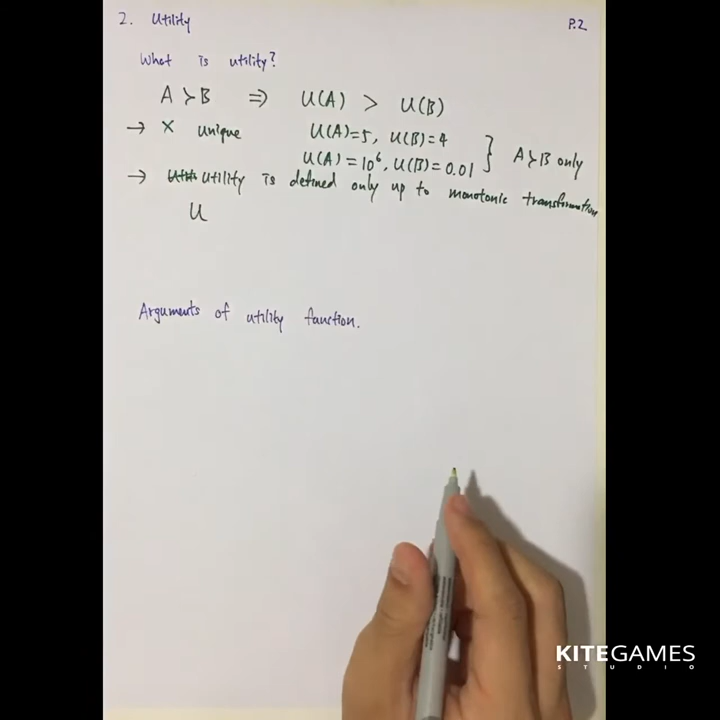 2. Utility P.2
What is utility?
A ≻ B ⇒ U(A) > U(B)
→ × unique U(A)=5, U(B)=4
U(A)=10⁶, U(B)=0.01 } A ≻ B only
→ utility is defined only up to monotonic transformation
U
Arguments of utility function.
KITEGAMES
STUDIO